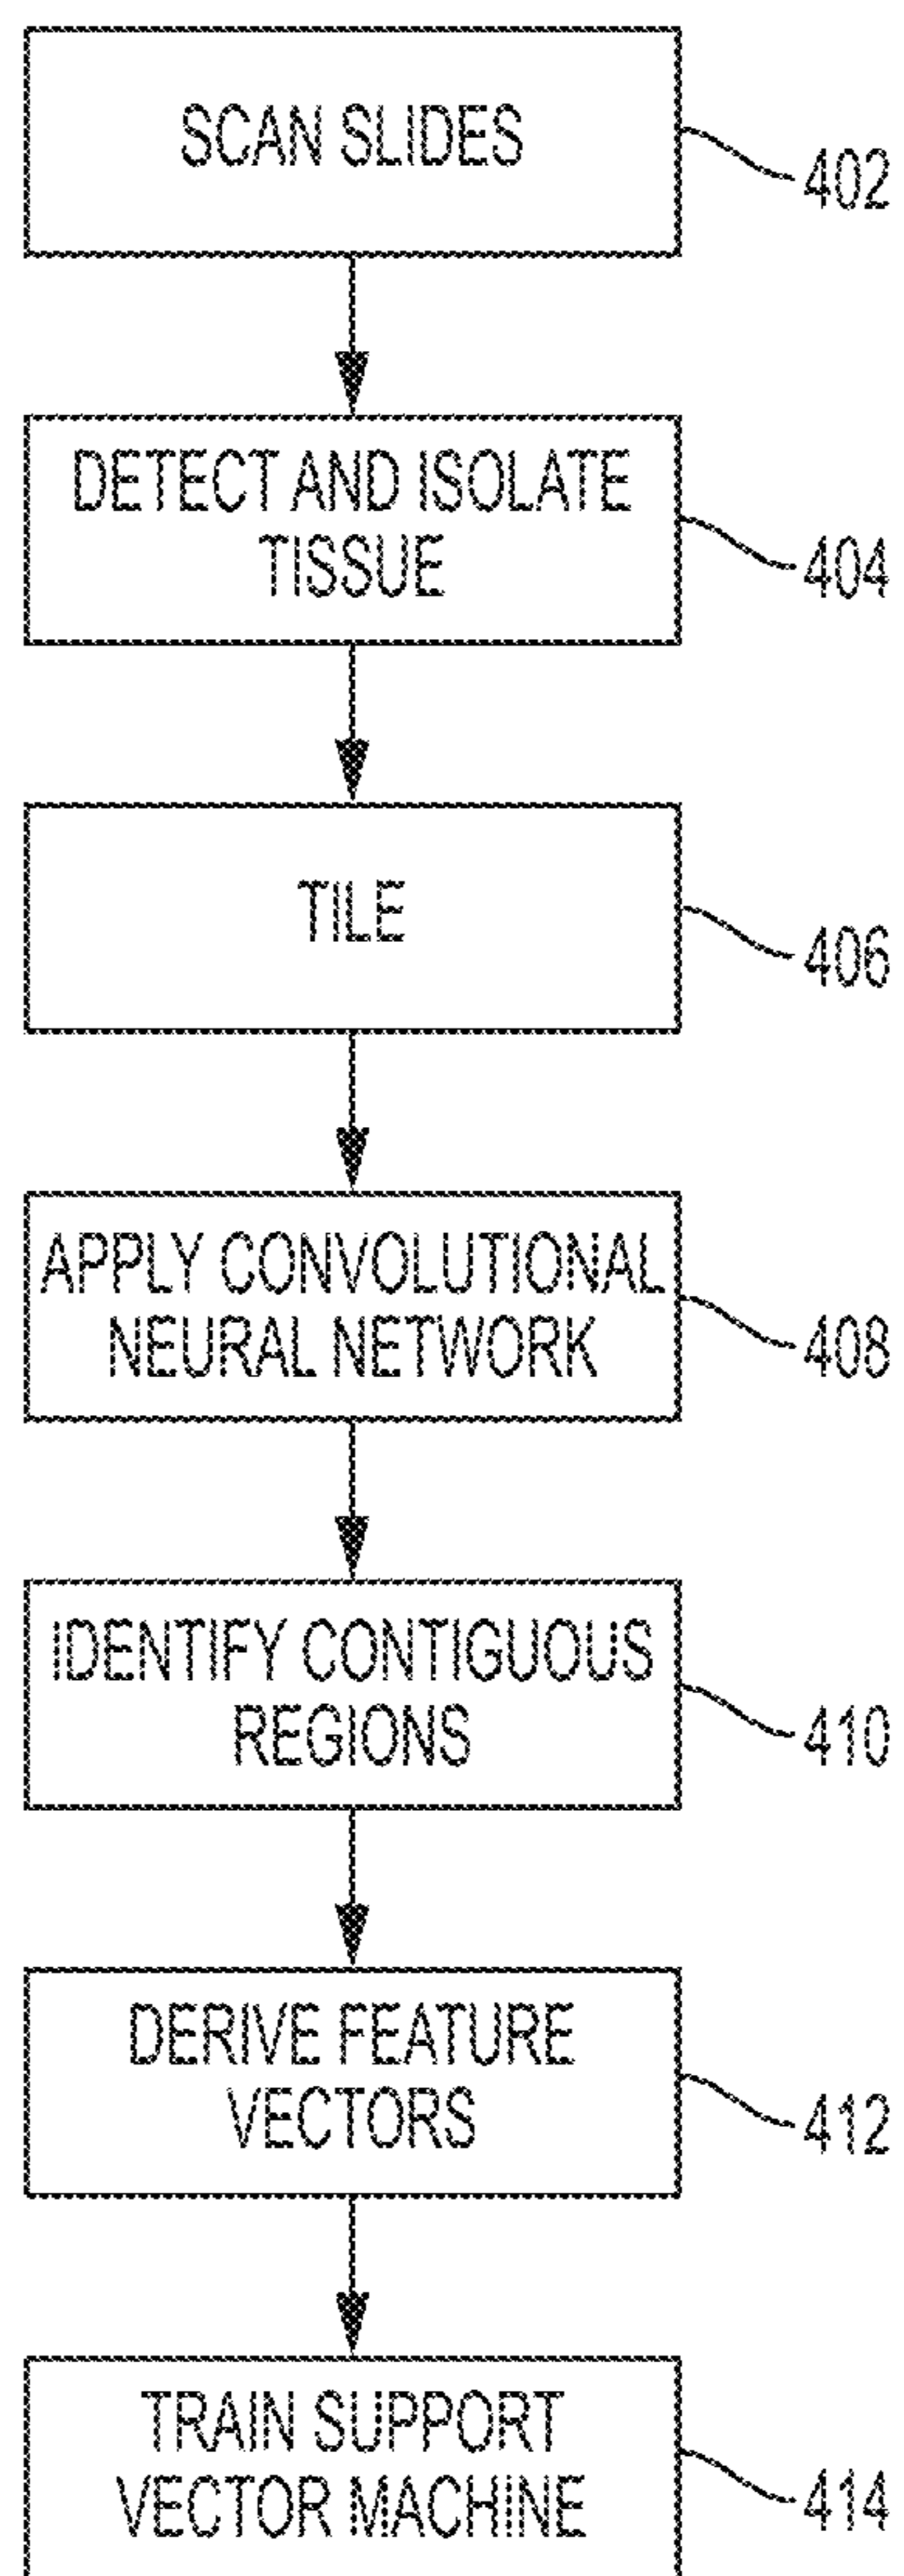 SCAN SLIDES
402
DETECT AND ISOLATE
TISSUE
404
TILE
406
APPLY CONVOLUTIONAL
NEURAL NETWORK
408
IDENTIFY CONTIGUOUS
REGIONS
410
DERIVE FEATURE
VECTORS
412
TRAIN SUPPORT
VECTOR MACHINE
414